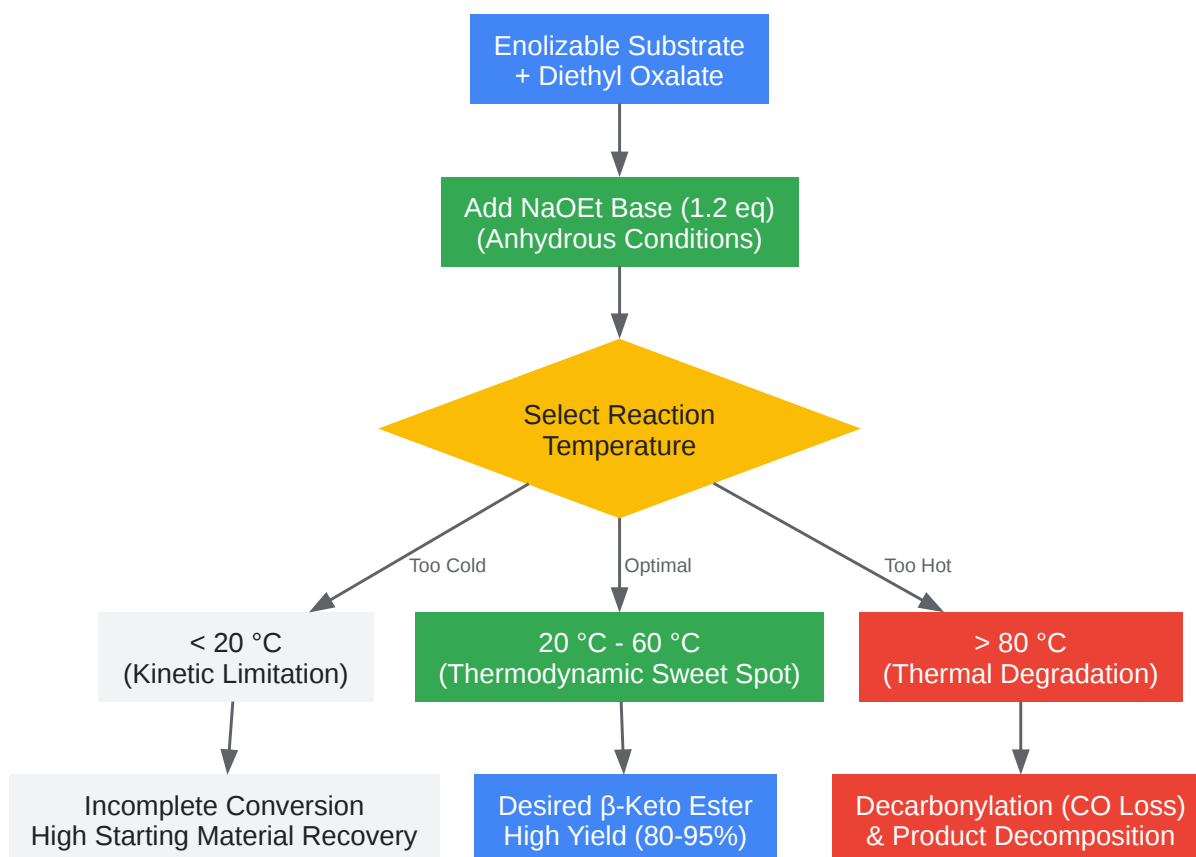 Enolizable Substrate
+ Diethyl Oxalate
Add NaOEt Base (1.2 eq)
(Anhydrous Conditions)
Select Reaction
Temperature
Too Cold
Optimal
Too Hot
< 20 °C
(Kinetic Limitation)
20 °C - 60 °C
(Thermodynamic Sweet Spot)
> 80 °C
(Thermal Degradation)
Incomplete Conversion
High Starting Material Recovery
Desired β-Keto Ester
High Yield (80-95%)
Decarbonylation (CO Loss)
& Product Decomposition